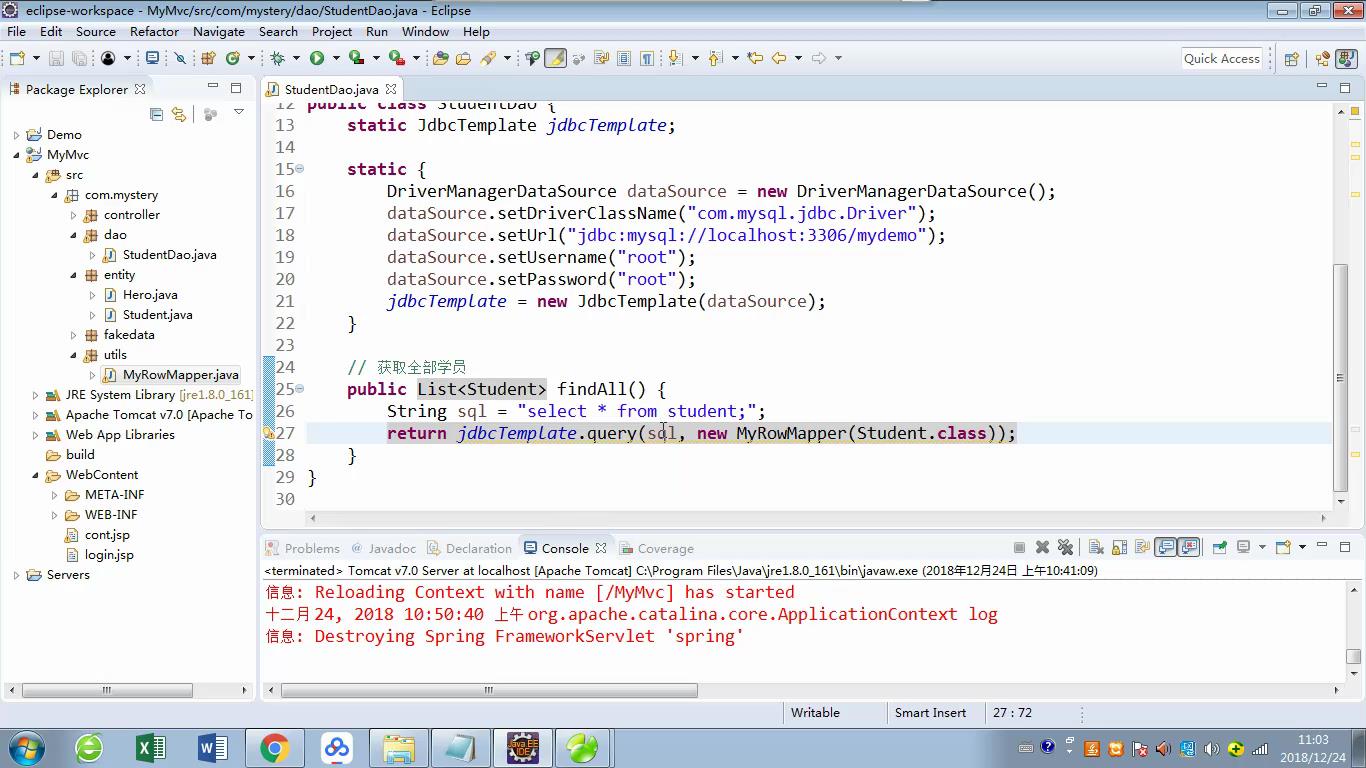 eclipse-workspace - MyMvc/src/com/mystery/dao/StudentDao.java - Eclipse
File Edit Source Refactor Navigate Search Project Run Window Help
Quick Access
Package Explorer
Demo
MyMvc
src
com.mystery
controller
dao
StudentDao.java
entity
Hero.java
Student.java
fakedata
utils
MyRowMapper.java
JRE System Library [jre1.8.0_161]
Apache Tomcat v7.0 [Apache To
Web App Libraries
build
WebContent
META-INF
WEB-INF
cont.jsp
login.jsp
Servers
StudentDao.java
12 public class StudentDao {
13 static JdbcTemplate jdbcTemplate;
14
15 static {
16 DriverManagerDataSource dataSource = new DriverManagerDataSource();
17 dataSource.setDriverClassName("com.mysql.jdbc.Driver");
18 dataSource.setUrl("jdbc:mysql://localhost:3306/mydemo");
19 dataSource.setUsername("root");
20 dataSource.setPassword("root");
21 jdbcTemplate = new JdbcTemplate(dataSource);
22 }
23
24 // 获取全部学员
25 public List<Student> findAll() {
26 String sql = "select * from student;";
27 return jdbcTemplate.query(sql, new MyRowMapper(Student.class));
28 }
29 }
30
Problems Javadoc Declaration Console Coverage
<terminated> Tomcat v7.0 Server at localhost [Apache Tomcat] C:\Program Files\Java\jre1.8.0_161\bin\javaw.exe (2018年12月24日 上午10:41:09)
信息: Reloading Context with name [/MyMvc] has started
十二月 24, 2018 10:50:40 上午 org.apache.catalina.core.ApplicationContext log
信息: Destroying Spring FrameworkServlet 'spring'
Writable Smart Insert 27 : 72
11:03
2018/12/24